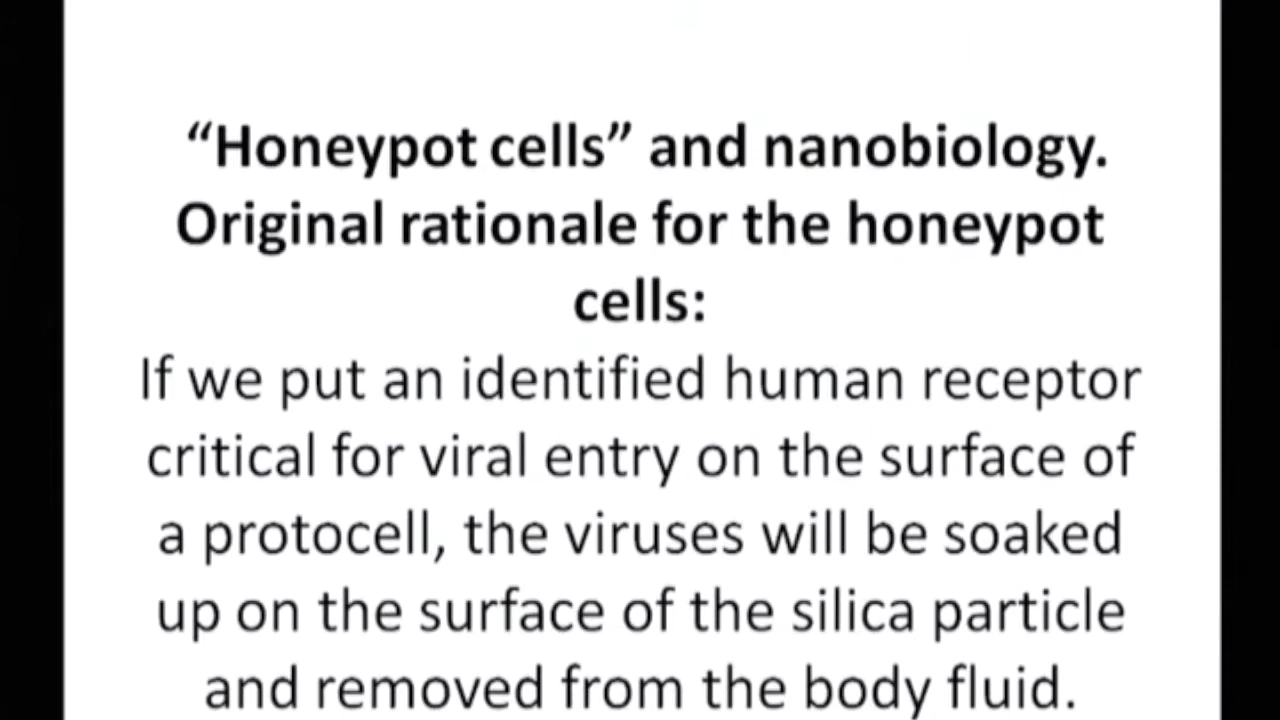 “Honeypot cells” and nanobiology.
Original rationale for the honeypot
cells:
If we put an identified human receptor
critical for viral entry on the surface of
a protocell, the viruses will be soaked
up on the surface of the silica particle
and removed from the body fluid.